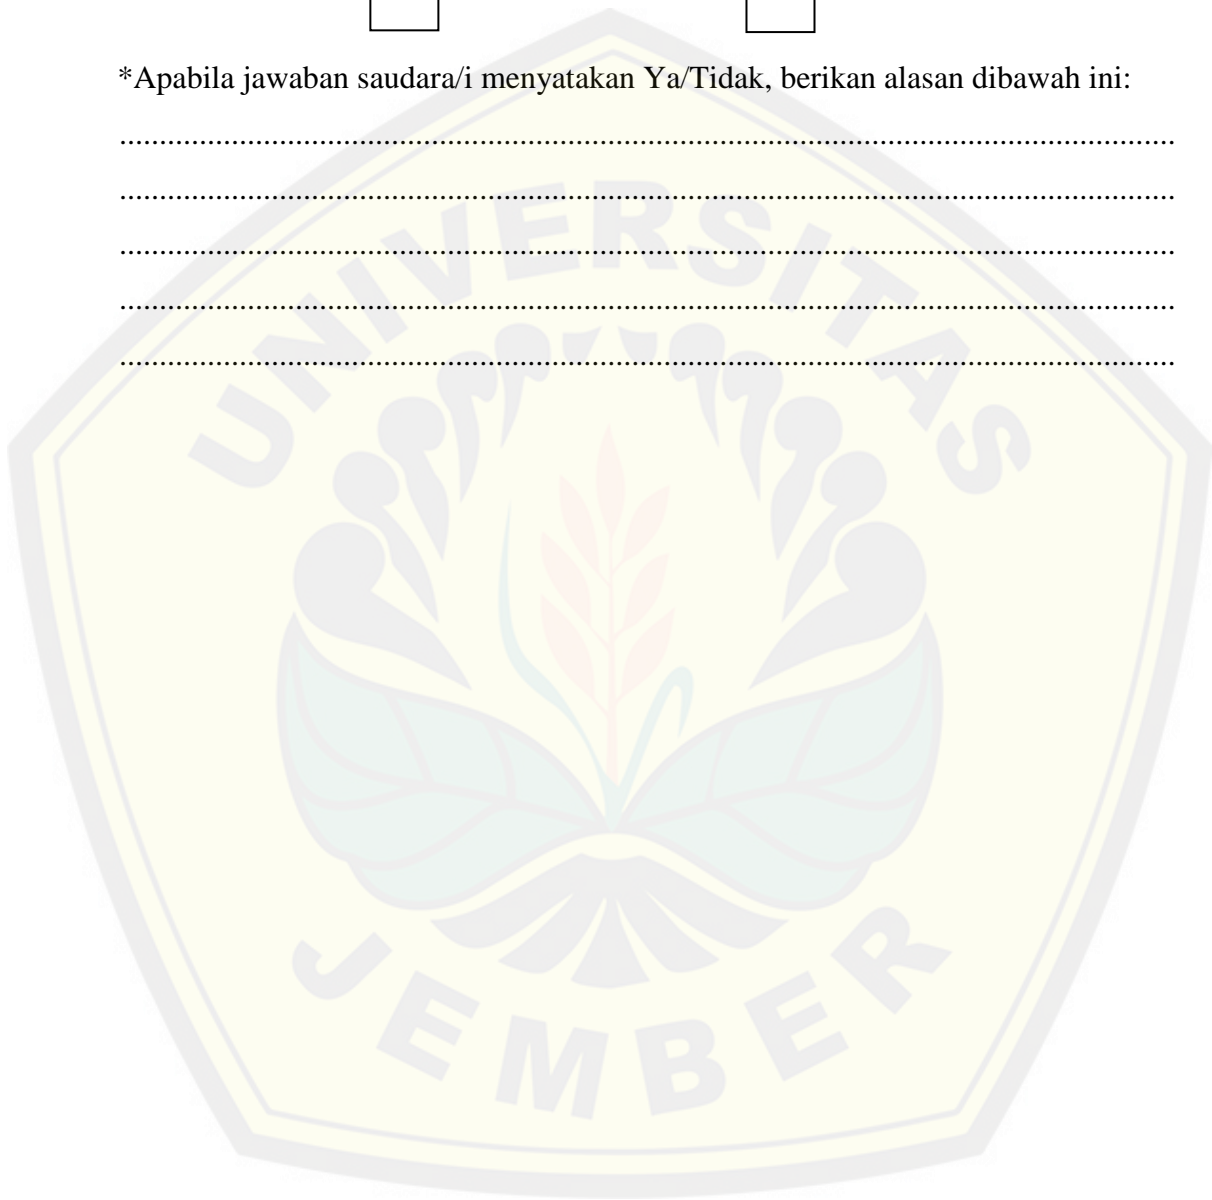 *Apabila jawaban saudara/i menyatakan Ya/Tidak, berikan alasan dibawah ini:
....................................................................................................................................
....................................................................................................................................
....................................................................................................................................
....................................................................................................................................
....................................................................................................................................
UNIVERSITAS
JEMBER